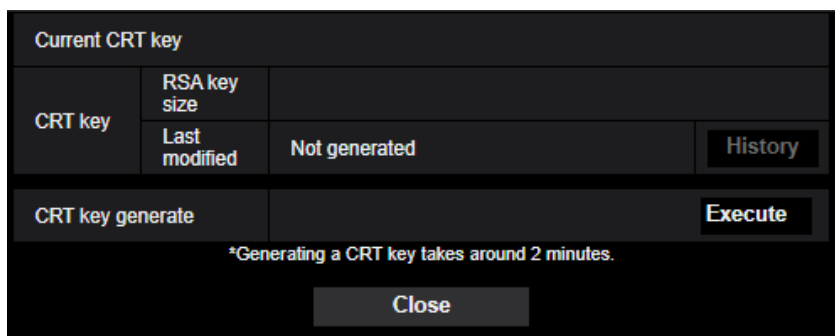 Current CRT key
CRT key
RSA key
size
Last
modified
Not generated
History
CRT key generate
Execute
*Generating a CRT key takes around 2 minutes.
Close